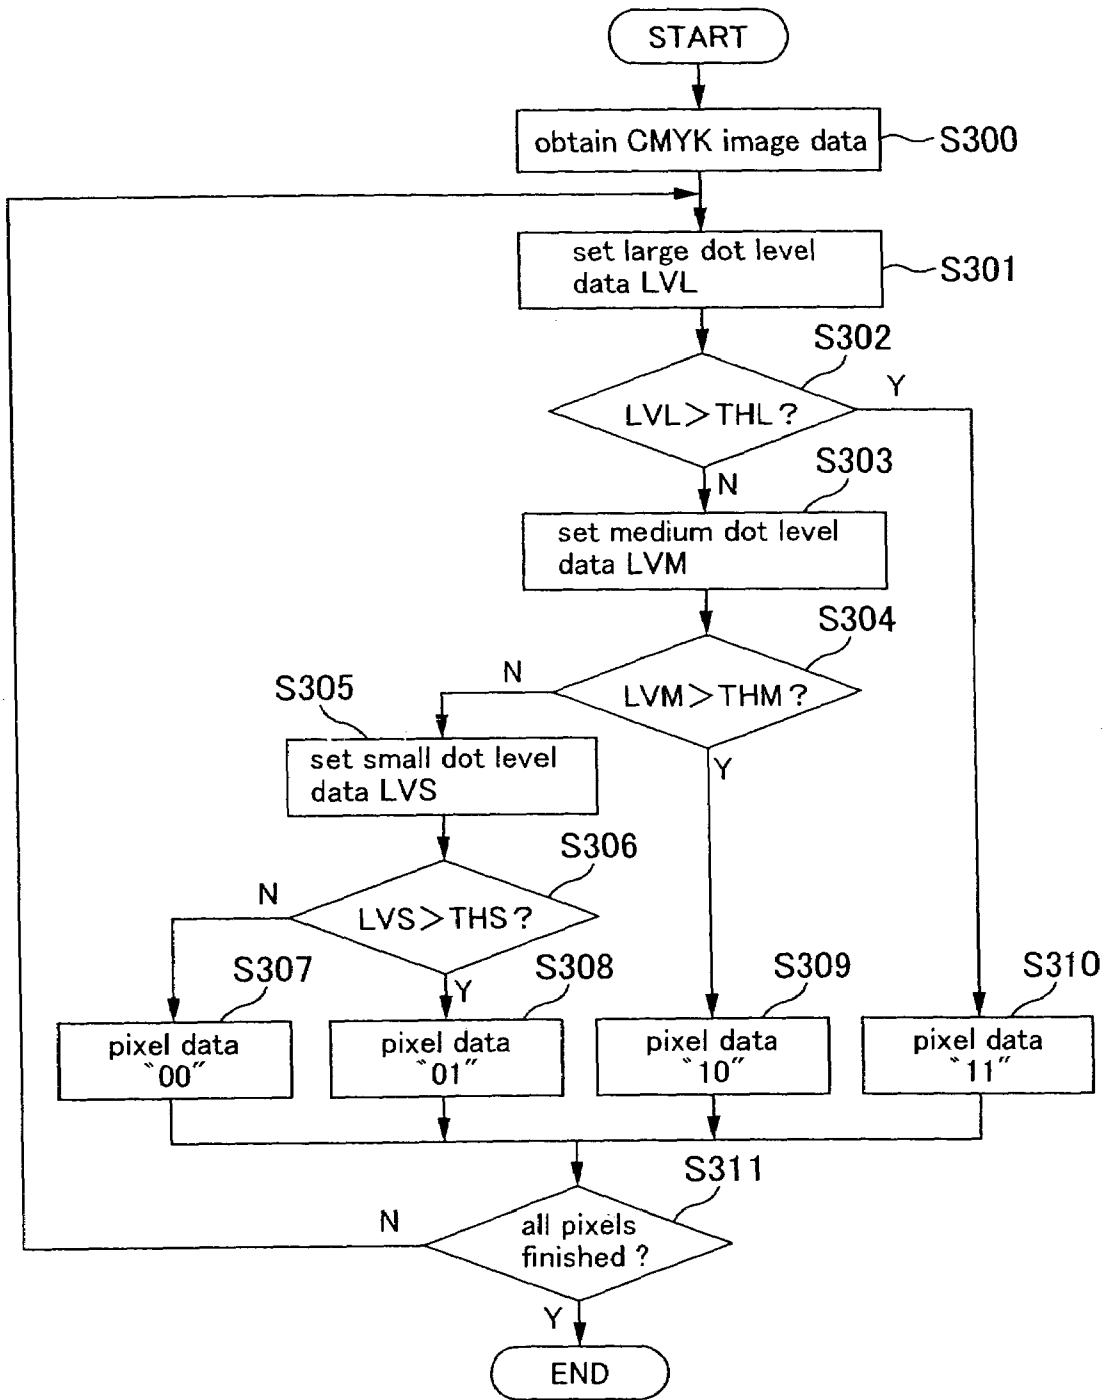 START
obtain CMYK image data
S300
set large dot level
data LVL
S301
S302
LVL>THL?
Y
N
S303
set medium dot level
data LVM
S304
LVM>THM?
N
Y
S305
set small dot level
data LVS
S306
LVS>THS?
N
Y
S307
pixel data
"00"
S308
pixel data
"01"
S309
pixel data
"10"
S310
pixel data
"11"
S311
all pixels
finished ?
N
Y
END